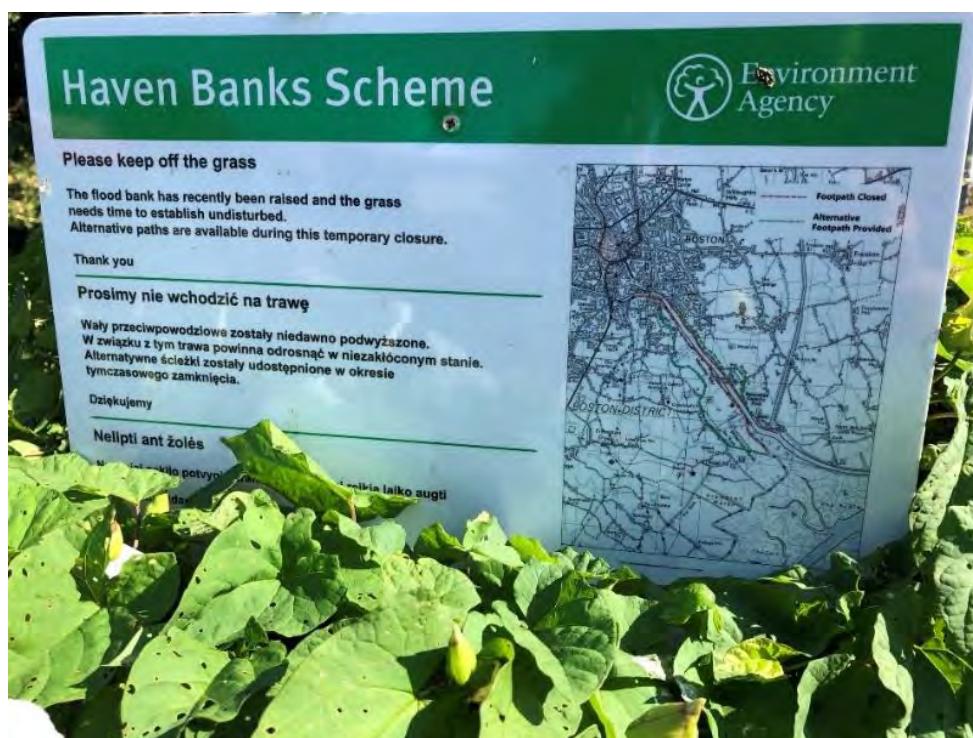 Haven Banks Scheme
Environment
Agency
Please keep off the grass
The flood bank has recently been raised and the grass
needs time to establish undisturbed.
Alternative paths are available during this temporary closure.
Thank you
Prosimy nie wchodzić na trawę
Wały przeciwpowodziowe zostały niedawno podwyższone.
W związku z tym trawa powinna odrosnąć w niezakłóconym stanie.
Alternatywne ścieżki zostały udostępnione w okresie
tymczasowego zamknięcia.
Dziękujemy
Nelipti ant žolės
laiko augti
Footpath Closed
Alternative
Footpath Provided
BOSTON
BOSTON DISTRICT